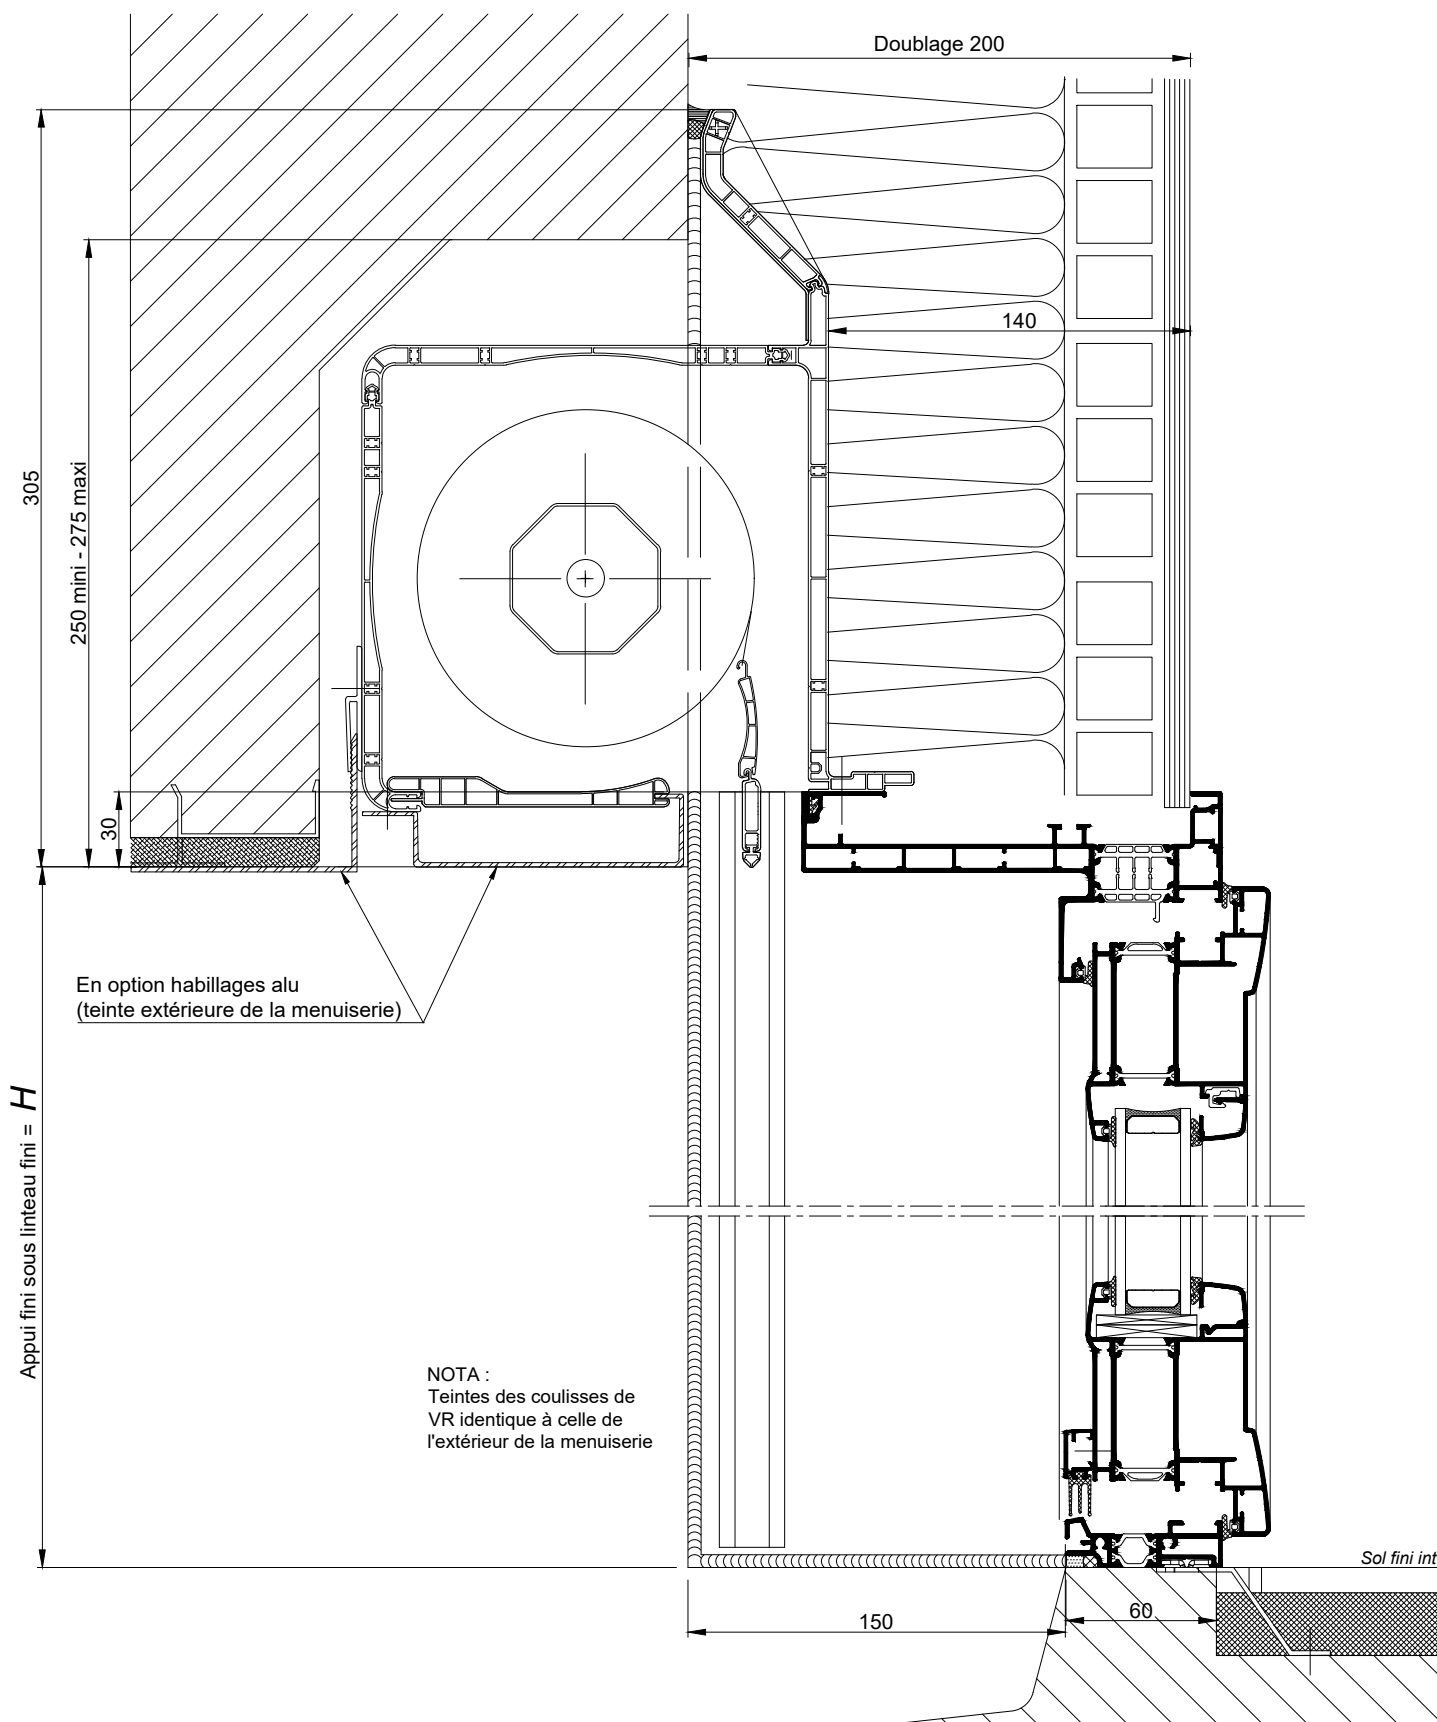 Doublage 200
140
305
250 mini - 275 maxi
30
En option habillages alu
(teinte extérieure de la menuiserie)
Appui fini sous linteau fini = H
NOTA :
Teintes des coulisses de
VR identique à celle de
l'extérieur de la menuiserie
Sol fini int
150
60